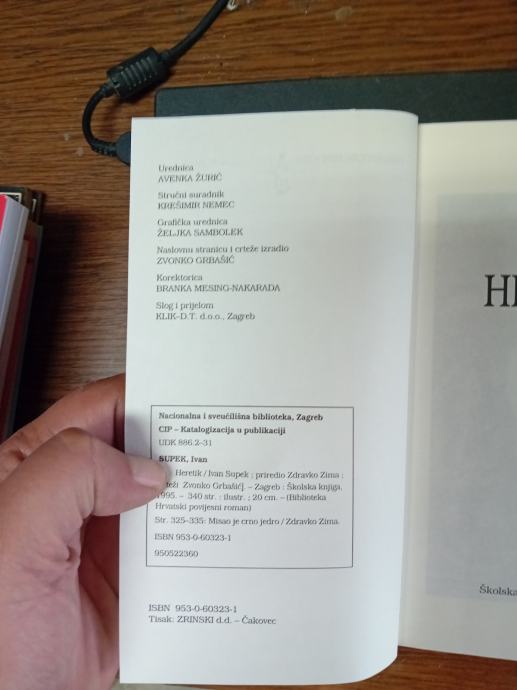 Urednica
AVENKA ŽURIĆ
Stručni suradnik
KREŠIMIR NEMEC
Grafička urednica
ŽELJKA SAMBOLEK
Naslovnu stranicu i crteže izradio
ZVONKO GRBAŠIĆ
Korektorica
BRANKA MESING-NAKARADA
Slog i prijelom
KLIK-D.T. d.o.o., Zagreb
Nacionalna i sveučilišna biblioteka, Zagreb
CIP – Katalogizacija u publikaciji
UDK 886.2-31
SUPEK, Ivan
Heretik / Ivan Supek ; priredio Zdravko Zima ;
Zvonko Grbašić]. – Zagreb : Školska knjiga,
1995. – 340 str. : ilustr. ; 20 cm. – (Biblioteka
Hrvatski povijesni roman)
Str. 325–335: Misao je crno jedro / Zdravko Zima.
ISBN 953-0-60323-1
950522360
ISBN 953-0-60323-1
Tisak: ZRINSKI d.d. – Čakovec